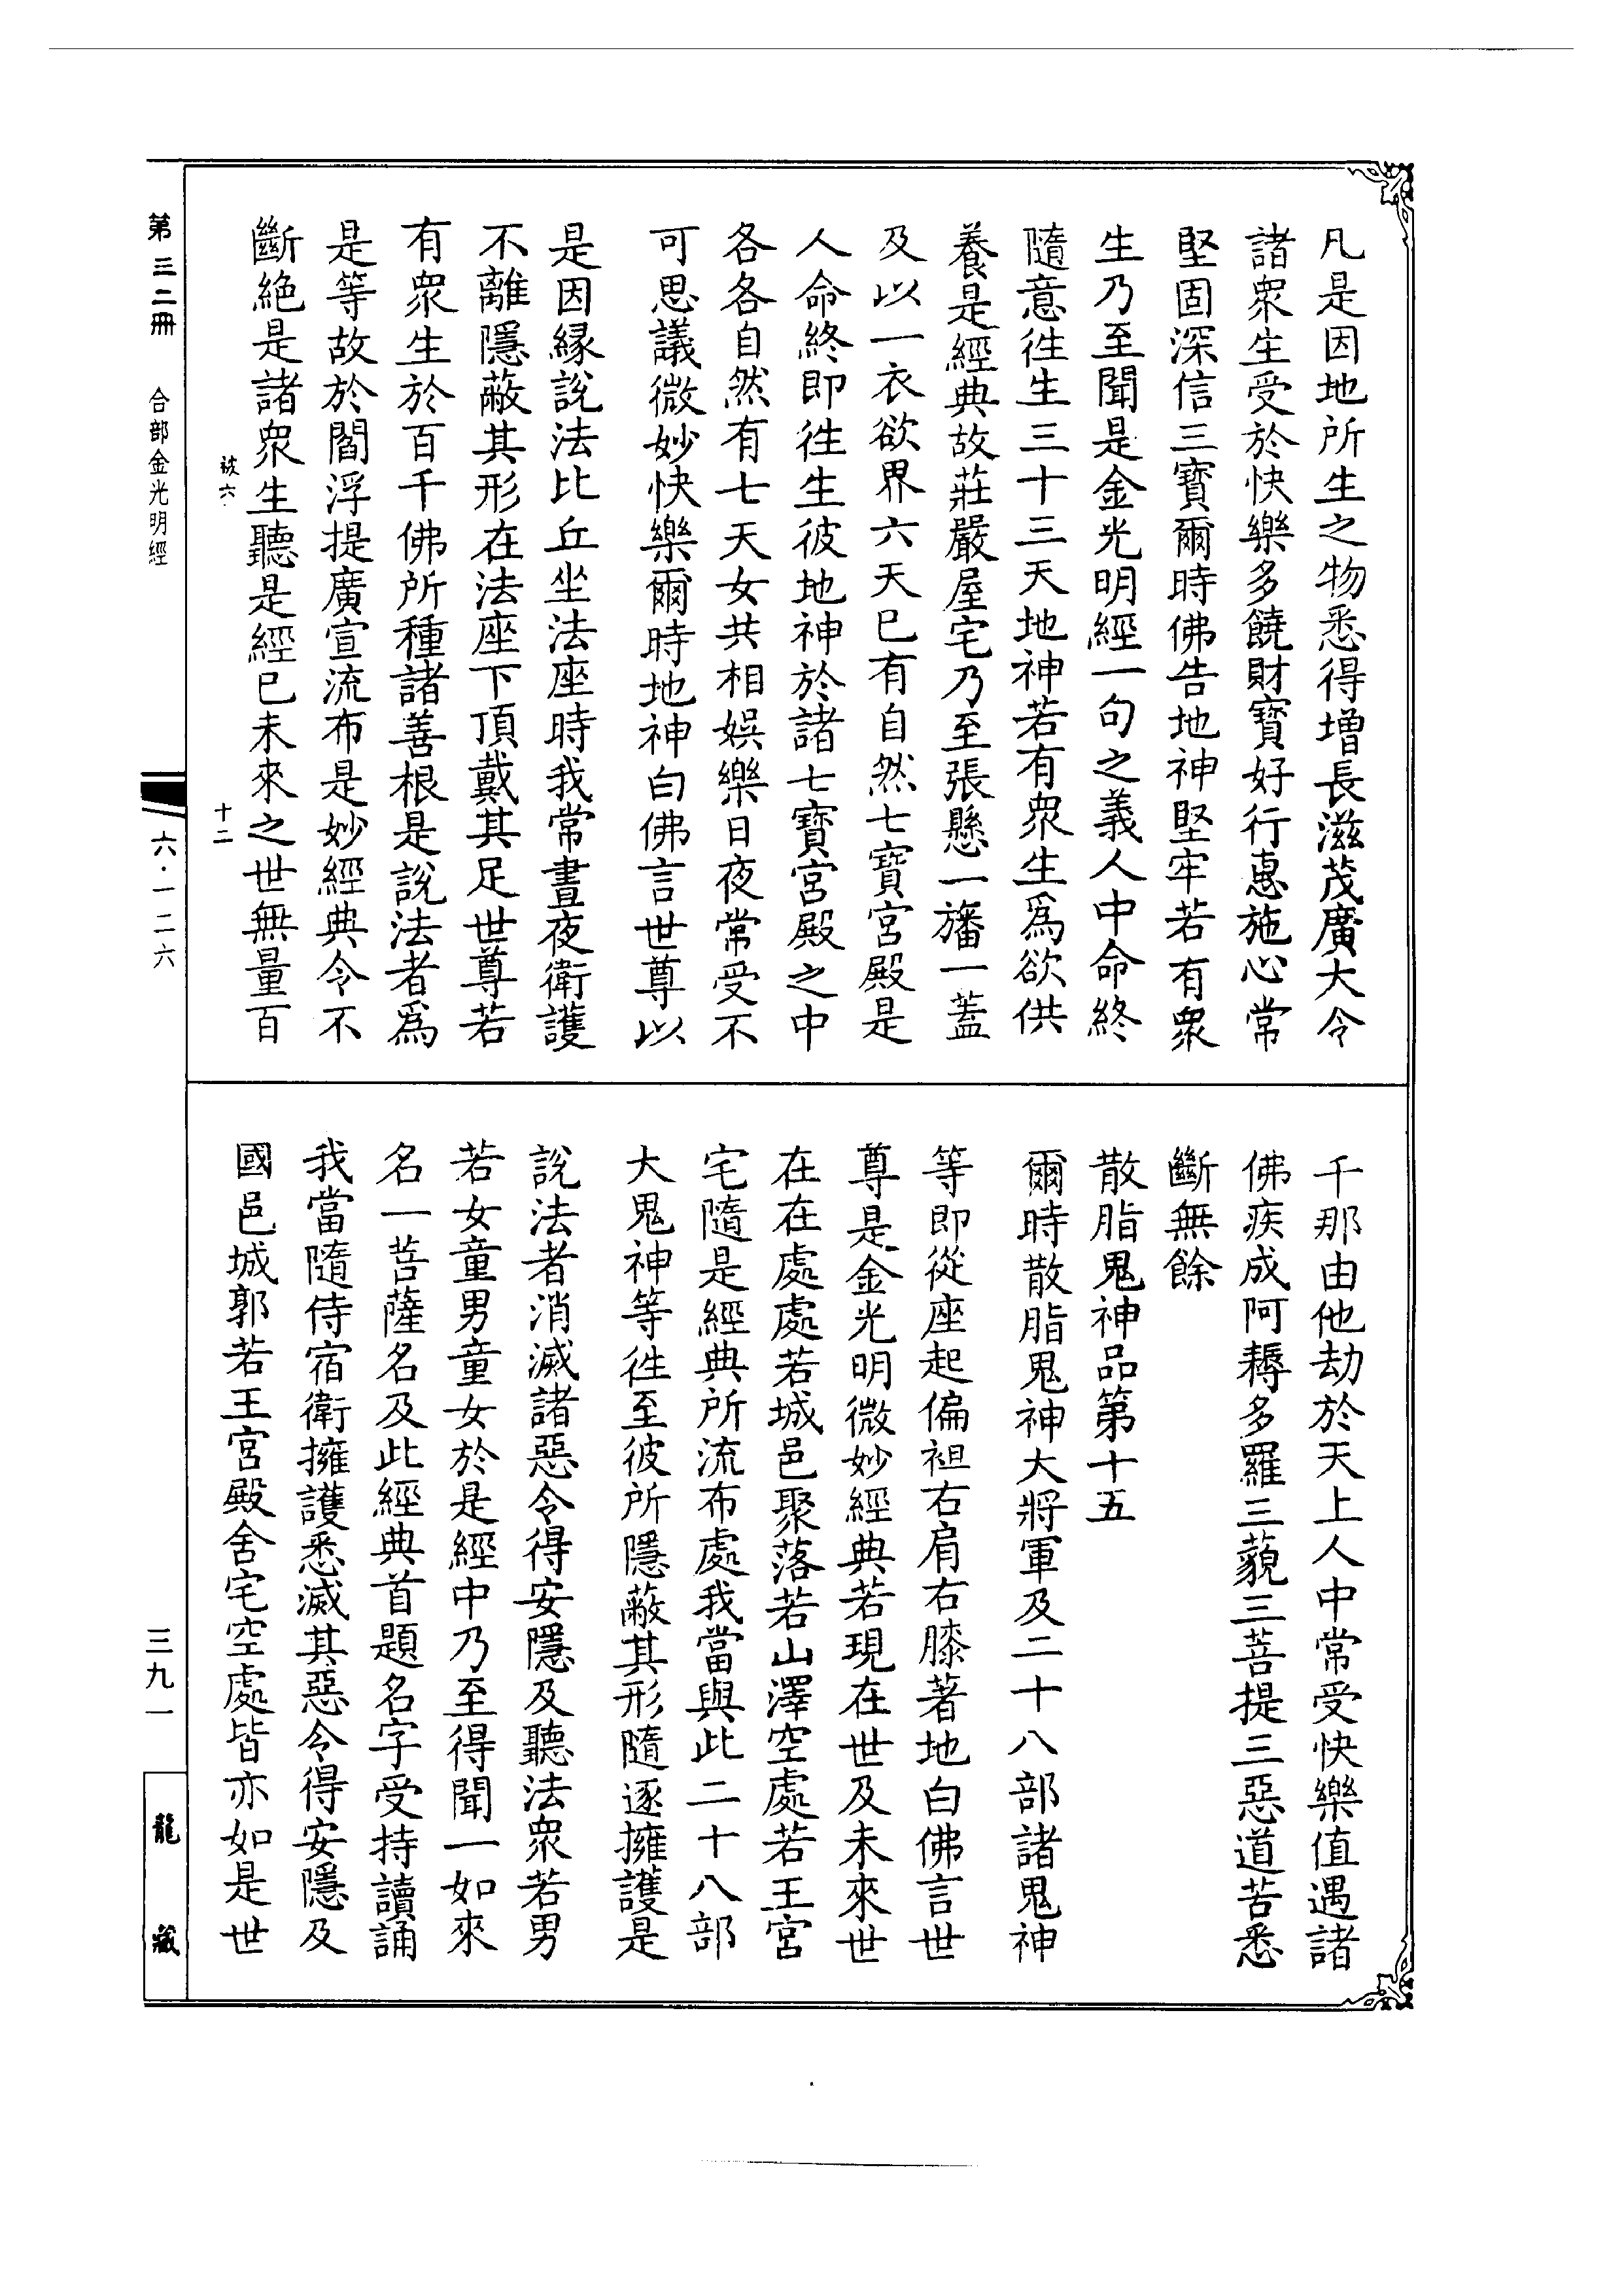 凡是因地所生之物悉得增長滋茂廣大令
諸衆生受於快樂多饒財寳好行惠施心常
堅固深信三寳爾時佛告地神堅牢若有衆
生乃至聞是金光明經一句之義人中命終
隨意徃生三十三天地神若有衆生爲欲供
養是經典故莊嚴屋宅乃至張懸一旛一蓋
及以一衣欲界六天已有自然七寳宮殿是
人命終即徃生彼地神於諸七寳宮殿之中
各各自然有七天女共相娛樂日夜常受不
可思議微妙快樂爾時地神白佛言世尊以
是因縁說法比丘坐法座時我常晝夜衛護
不離隱蔽其形在法座下頂戴其足世尊若
有衆生於百千佛所種諸善根是說法者爲
是等故於閻浮提廣宣流布是妙經典令不
斷絶是諸衆生聽是經已未來之世無量百
千那由他劫於天上人中常受快樂值遇諸
佛疾成阿耨多羅三藐三菩提三惡道苦悉
斷無餘
散脂鬼神品第十五
爾時散脂鬼神大將軍及二十八部諸鬼神
等即從座起偏袒右肩右膝著地白佛言世
尊是金光明微妙經典若現在世及未來世
在在處處若城邑聚落若山澤空處若王宮
宅隨是經典所流布處我當與此二十八部
大鬼神等徃至彼所隱蔽其形隨逐擁護是
說法者消滅諸惡令得安隱及聽法衆若男
若女童男童女於是經中乃至得聞一如來
名一菩薩名及此經典首題名字受持讀誦
我當隨侍宿衛擁護悉滅其惡令得安隱及
國邑城郭若王宮殿舍宅空處皆亦如是世
被六
十二
第三二冊
合部金光明經
六·一二六
三九一
龍藏